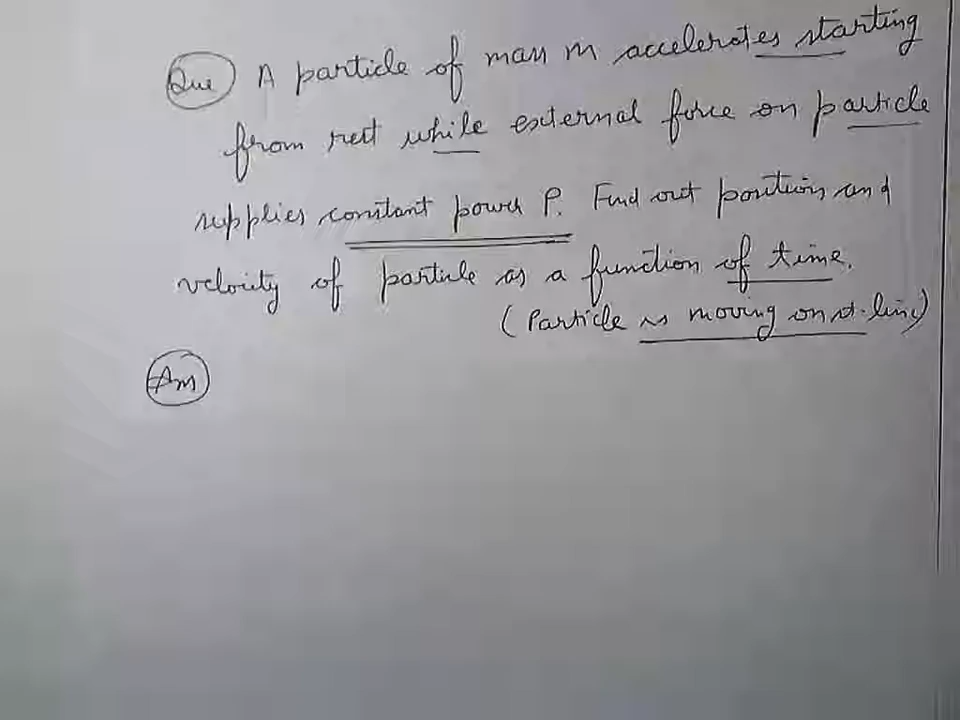 Que A particle of mass m accelerates starting
from rest while external force on particle
supplies constant power P. Find out position and
velocity of particle as a function of time.
(Particle is moving on st. line)
Ans